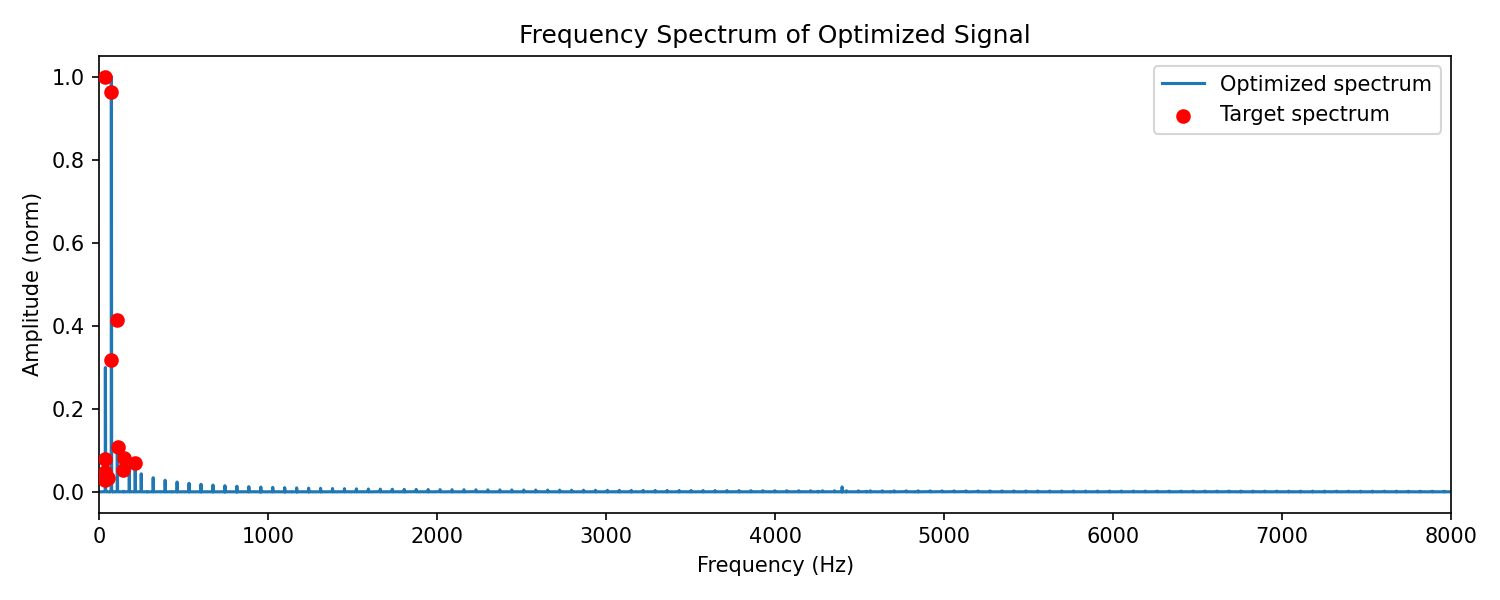 Frequency Spectrum of Optimized Signal
Optimized spectrum
Target spectrum
Amplitude (norm)
1.0
0.8
0.6
0.4
0.2
0.0
0 1000 2000 3000 4000 5000 6000 7000 8000
Frequency (Hz)